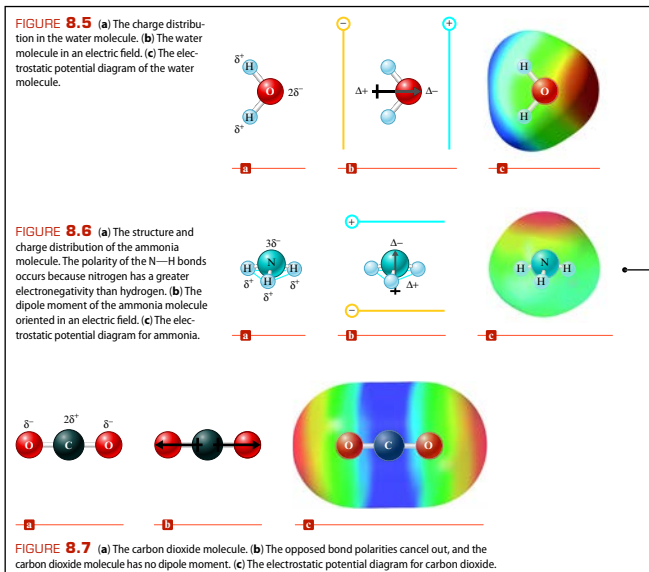 FIGURE 8.5 (a) The charge distribu-
tion in the water molecule. (b) The water
molecule in an electric field. (c) The elec-
trostatic potential diagram of the water
molecule.
δ+
H
O
2δ−
H
δ+
a
−
+
Δ+
Δ−
b
H
O
H
c
FIGURE 8.6 (a) The structure and
charge distribution of the ammonia
molecule. The polarity of the N—H bonds
occurs because nitrogen has a greater
electronegativity than hydrogen. (b) The
dipole moment of the ammonia molecule
oriented in an electric field. (c) The elec-
trostatic potential diagram for ammonia.
3δ−
N
H
H
H
δ+
δ+
δ+
a
+
Δ−
Δ+
−
b
N
H
H
H
c
δ−
2δ+
δ−
O
C
O
a
b
O
C
O
c
FIGURE 8.7 (a) The carbon dioxide molecule. (b) The opposed bond polarities cancel out, and the
carbon dioxide molecule has no dipole moment. (c) The electrostatic potential diagram for carbon dioxide.